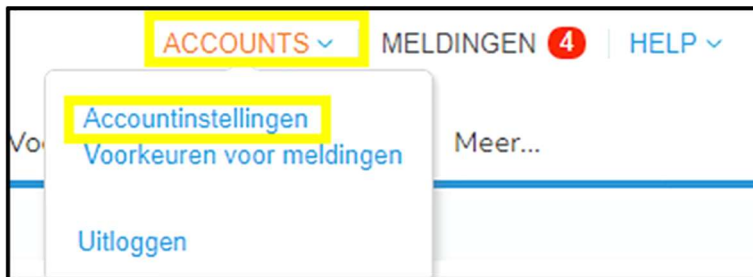 ACCOUNTS MELDINGEN 4 HELP
Accountinstellingen
Voorkeuren voor meldingen Meer...
Uitloggen